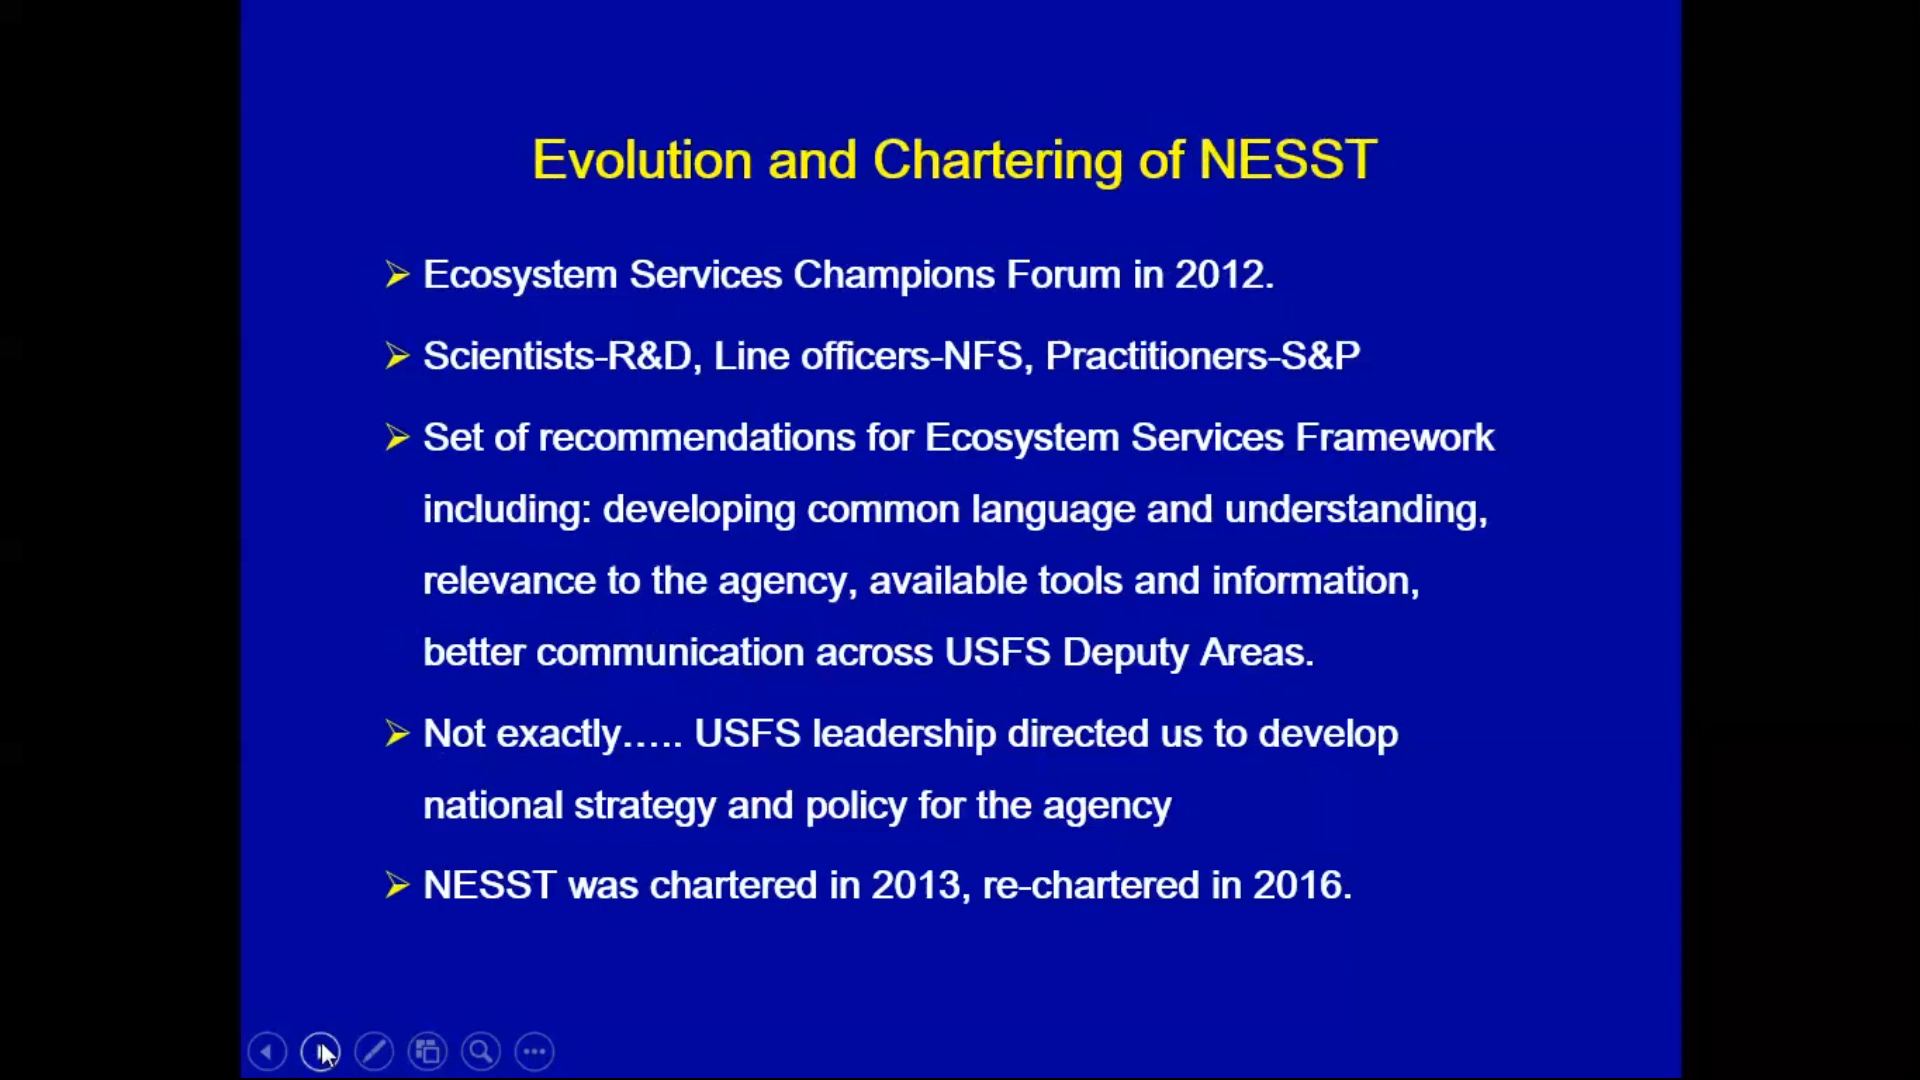 Evolution and Chartering of NESST
Ecosystem Services Champions Forum in 2012.
Scientists-R&D, Line officers-NFS, Practitioners-S&P
Set of recommendations for Ecosystem Services Framework
including: developing common language and understanding,
relevance to the agency, available tools and information,
better communication across USFS Deputy Areas.
Not exactly..... USFS leadership directed us to develop
national strategy and policy for the agency
NESST was chartered in 2013, re-chartered in 2016.